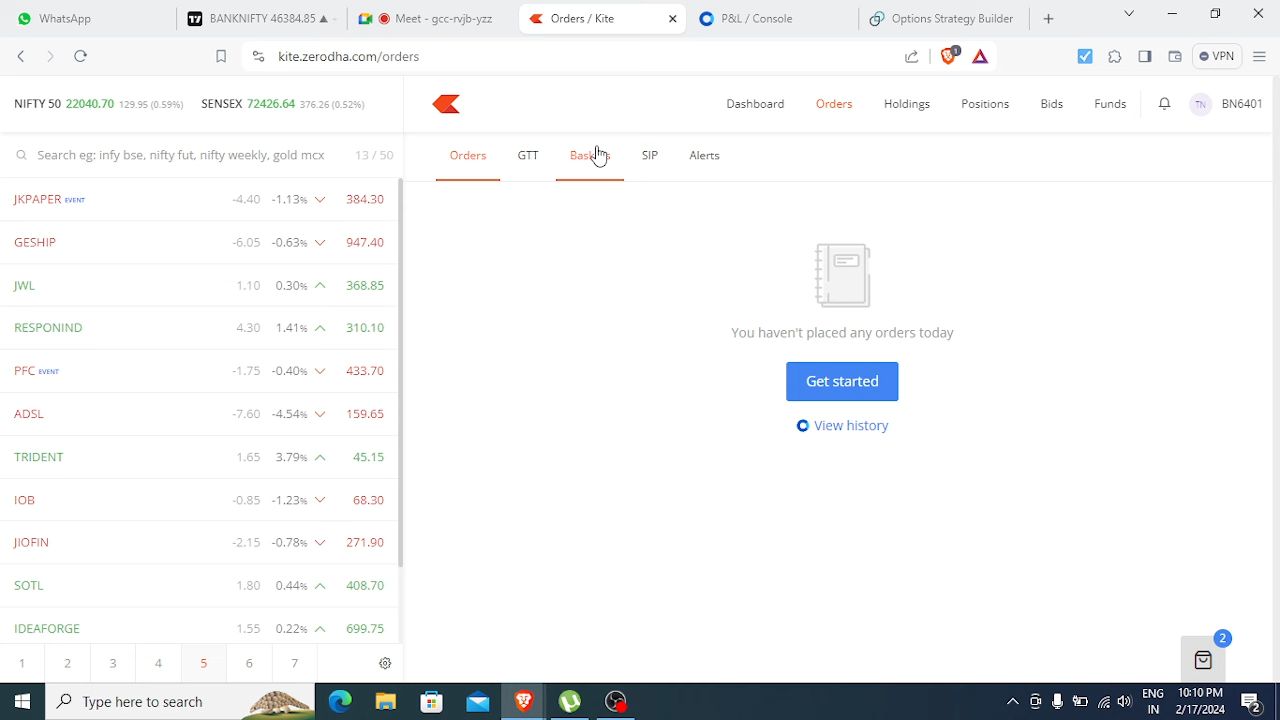 WhatsApp
BANKNIFTY 46384.85 ▲
Meet - gcc-rvjb-yzz
Orders / Kite
P&L / Console
Options Strategy Builder
kite.zerodha.com/orders
1
VPN
NIFTY 50 22040.70 129.95 (0.59%) SENSEX 72426.64 376.26 (0.52%)
Dashboard Orders Holdings Positions Bids Funds TN BN6401
Search eg: infy bse, nifty fut, nifty weekly, gold mcx 13 / 50
Orders GTT SIP Alerts
JKPAPER EVENT -4.40 -1.13% 384.30
GESHIP -6.05 -0.63% 947.40
JWL 1.10 0.30% 368.85
RESPONIND 4.30 1.41% 310.10
PFC EVENT -1.75 -0.40% 433.70
ADSL -7.60 -4.54% 159.65
TRIDENT 1.65 3.79% 45.15
IOB -0.85 -1.23% 68.30
JIOFIN -2.15 -0.78% 271.90
SOTL 1.80 0.44% 408.70
IDEAFORGE 1.55 0.22% 699.75
1 2 3 4 5 6 7
You haven't placed any orders today
Get started
View history
2
Type here to search
ENG
IN
10:10 PM
2/17/2024
2